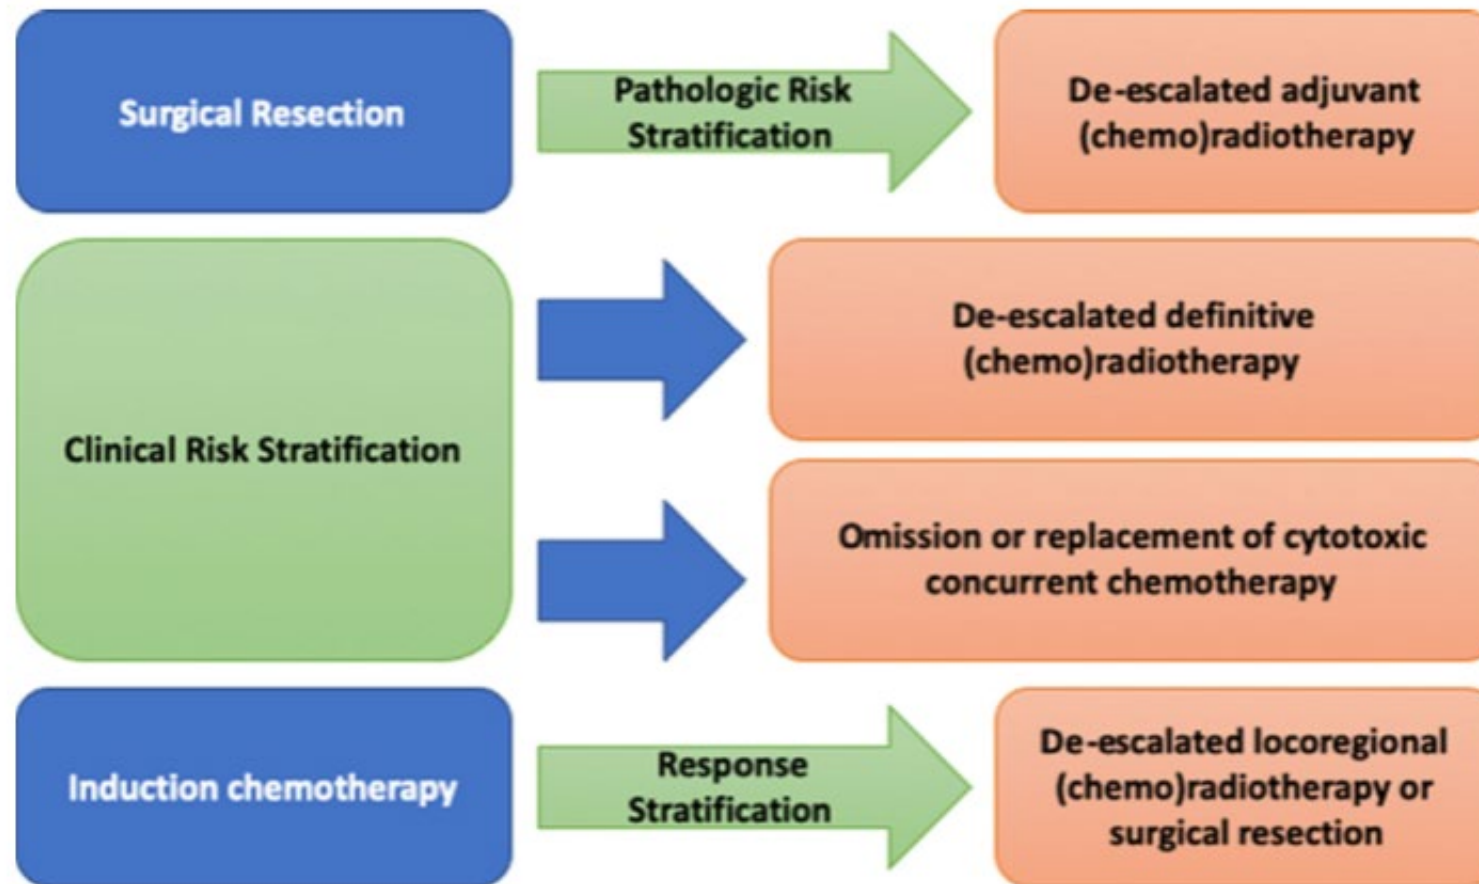 Surgical Resection
Pathologic Risk
Stratification
De-escalated adjuvant
(chemo)radiotherapy
Clinical Risk Stratification
De-escalated definitive
(chemo)radiotherapy
Omission or replacement of cytotoxic
concurrent chemotherapy
Induction chemotherapy
Response
Stratification
De-escalated locoregional
(chemo)radiotherapy or
surgical resection